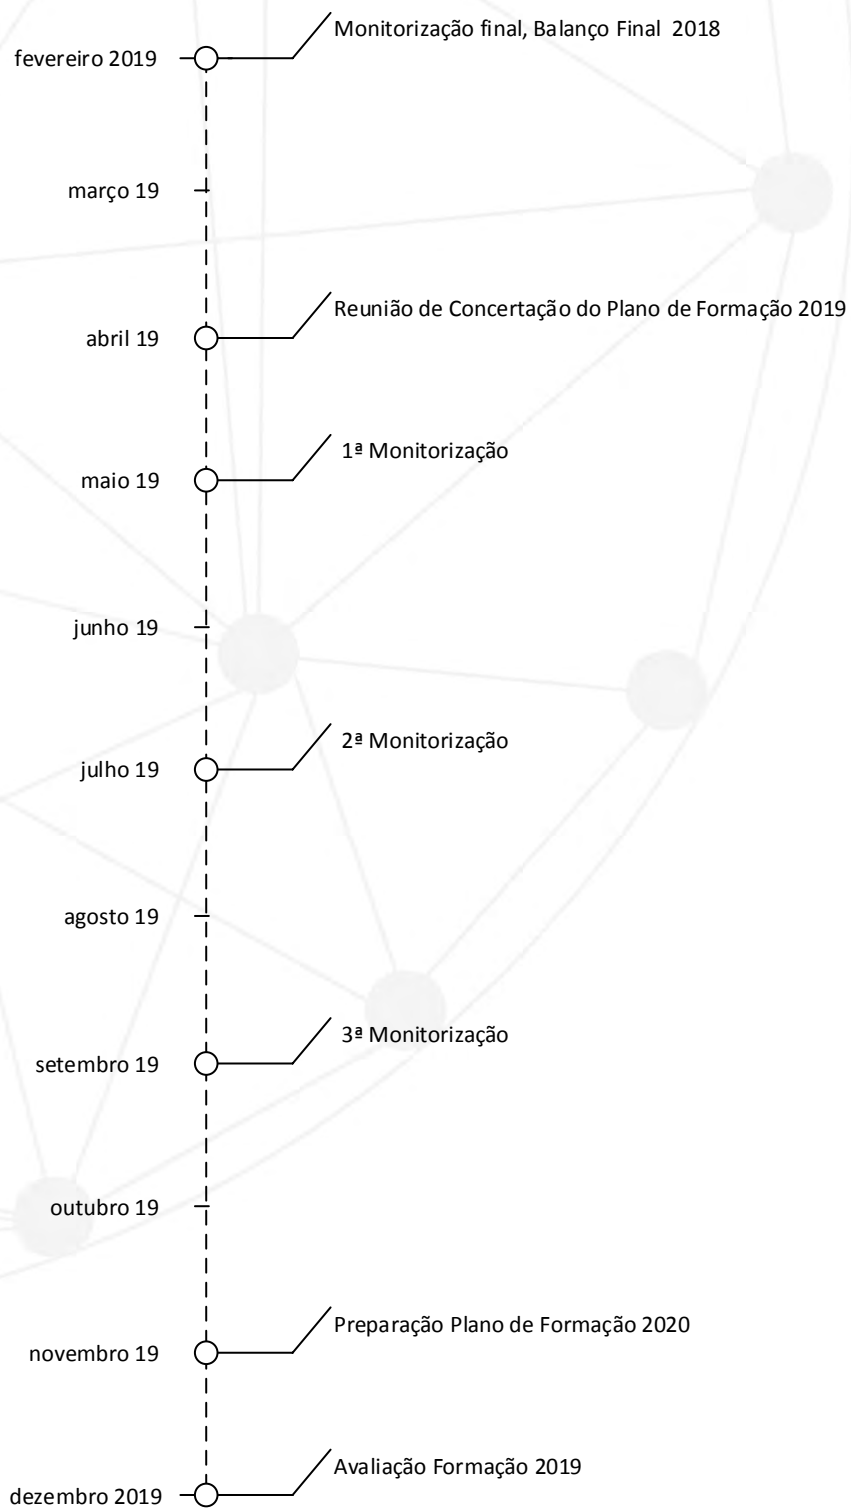 Monitorização final, Balanço Final 2018
fevereiro 2019
março 19
Reunião de Concertação do Plano de Formação 2019
abril 19
1ª Monitorização
maio 19
junho 19
2ª Monitorização
julho 19
agosto 19
3ª Monitorização
setembro 19
outubro 19
Preparação Plano de Formação 2020
novembro 19
Avaliação Formação 2019
dezembro 2019